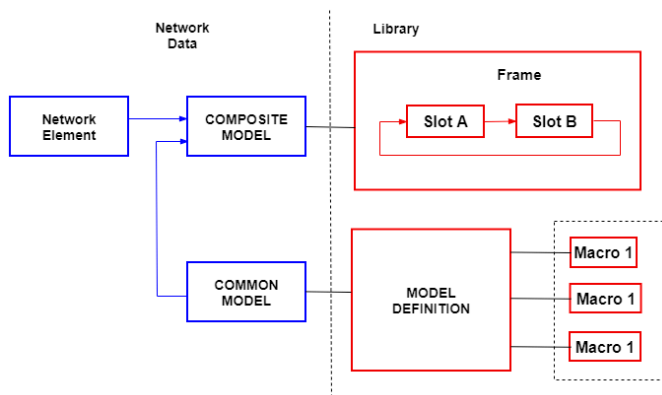 Network
Data
Library
Frame
Network
Element
COMPOSITE
MODEL
Slot A
Slot B
COMMON
MODEL
MODEL
DEFINITION
Macro 1
Macro 1
Macro 1